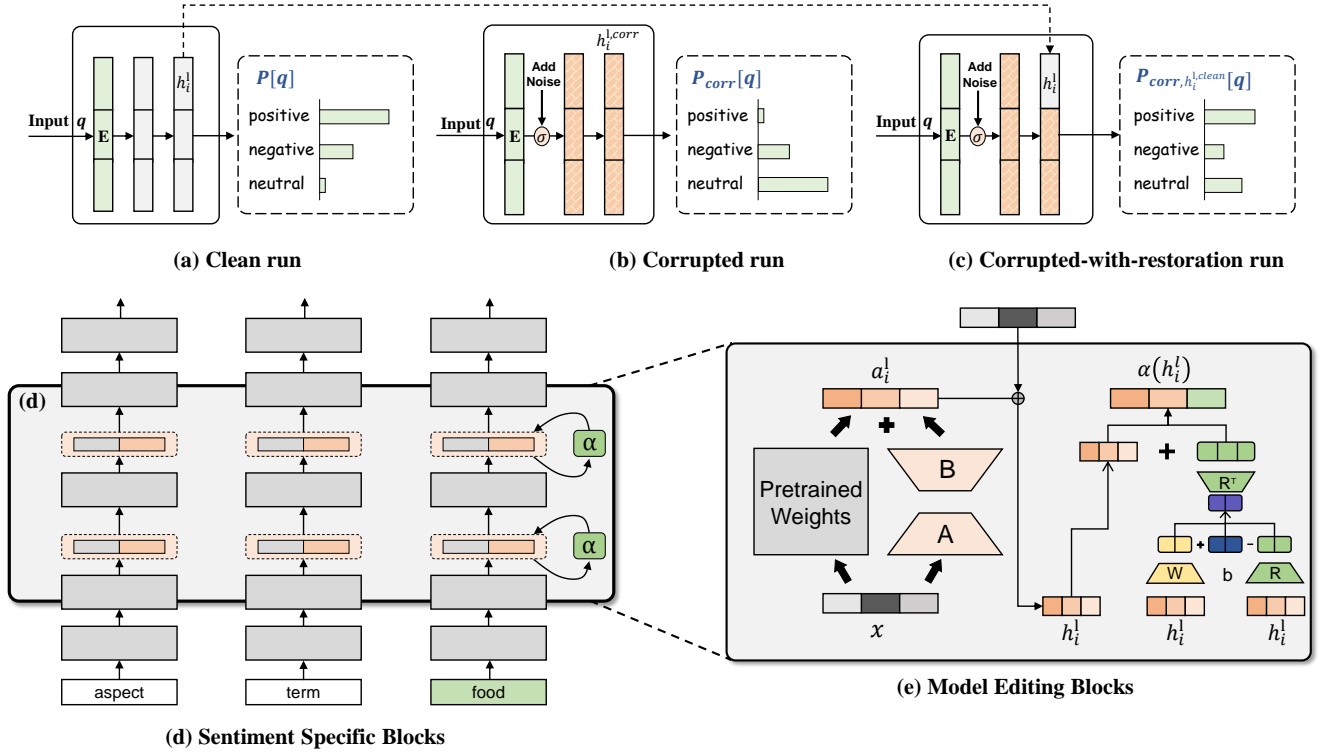 h_i^l
P[q]
Input q
E
positive
negative
neutral
(a) Clean run
h_i^{l,corr}
Add
Noise
P_{corr}[q]
Input q
E
σ
positive
negative
neutral
(b) Corrupted run
Add
Noise
h_i^l
P_{corr, h_i^{l,clean}}[q]
Input q
E
σ
positive
negative
neutral
(c) Corrupted-with-restoration run
(d)
α
α
aspect
term
food
(d) Sentiment Specific Blocks
a_i^l
α(h_i^l)
+
⊕
Pretrained
Weights
B
A
x
+
R^T
+ −
W b R
h_i^l h_i^l h_i^l
(e) Model Editing Blocks